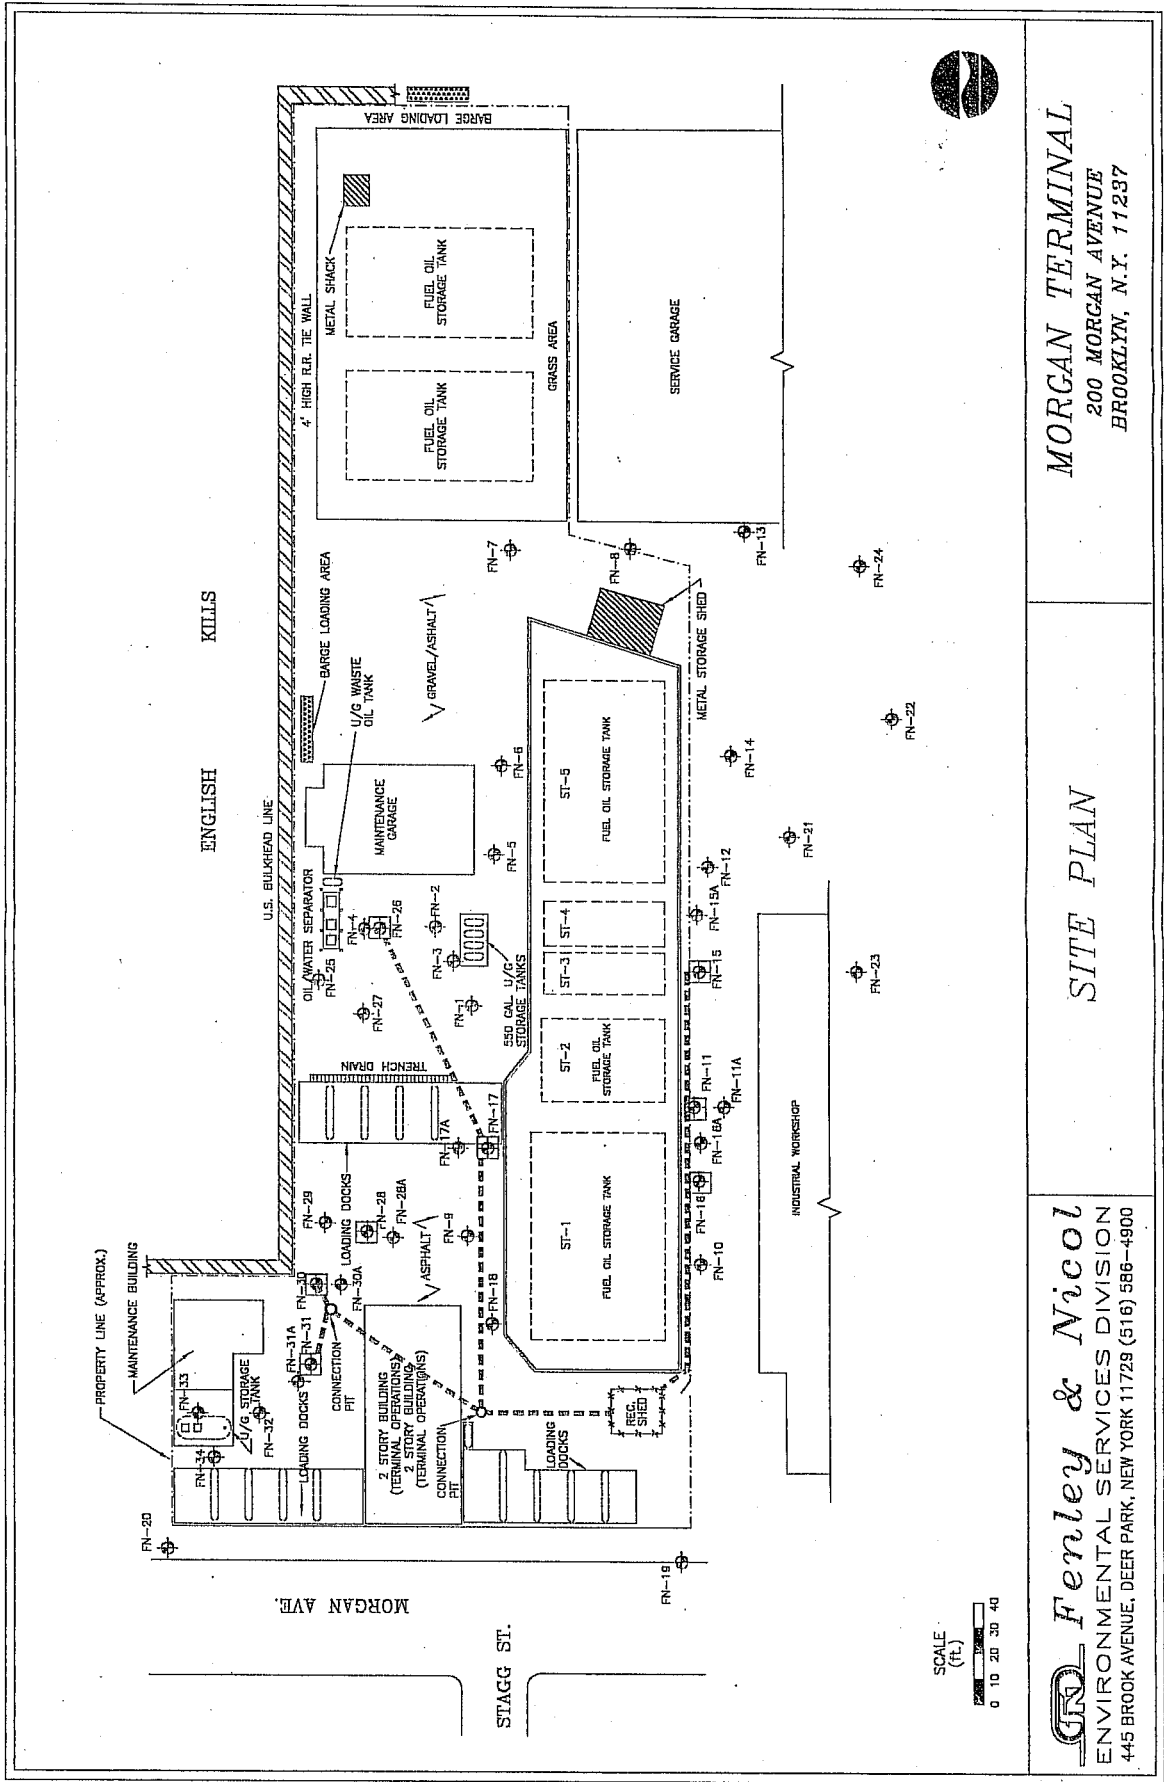 ENGLISH KILLS
U.S. BULKHEAD LINE
PROPERTY LINE (APPROX.)
MAINTENANCE BUILDING
4' HIGH R.R. TIE WALL
METAL SHACK
BARGE LOADING AREA
BARGE LOADING AREA
FUEL OIL
STORAGE TANK
FUEL OIL
STORAGE TANK
GRASS AREA
SERVICE GARAGE
U/G WAISTE
OIL TANK
OIL/WATER SEPARATOR
MAINTENANCE
GARAGE
GRAVEL/ASHALT
METAL STORAGE SHED
TRENCH DRAIN
550 GAL U/G
STORAGE TANKS
LOADING DOCKS
ASPHALT
U/G STORAGE
TANK
LOADING DOCKS
CONNECTION
PIT
2 STORY BUILDING
(TERMINAL OPERATIONS)
2 STORY BUILDING
(TERMINAL OPERATIONS)
CONNECTION
PIT
LOADING
DOCKS
REC.
SHED
ST-1
FUEL OIL STORAGE TANK
ST-2
FUEL OIL
STORAGE TANK
ST-3
ST-4
ST-5
FUEL OIL STORAGE TANK
INDUSTRIAL WORKSHOP
FN-20
FN-34
FN-33
FN-32
FN-31A
FN-31
FN-30
FN-30A
FN-29
FN-28
FN-28A
FN-9
FN-18
FN-17A
FN-17
FN-27
FN-25
FN-4
FN-26
FN-2
FN-3
FN-1
FN-5
FN-6
FN-7
FN-8
FN-13
FN-24
FN-22
FN-14
FN-21
FN-12
FN-15A
FN-15
FN-23
FN-11
FN-11A
FN-16A
FN-16
FN-10
FN-19
MORGAN AVE.
STAGG ST.
SCALE
(ft.)
0 10 20 30 40
FN
Fenley & Nicol
ENVIRONMENTAL SERVICES DIVISION
445 BROOK AVENUE, DEER PARK, NEW YORK 11729 (516) 586-4900
SITE PLAN
MORGAN TERMINAL
200 MORGAN AVENUE
BROOKLYN, N.Y. 11237